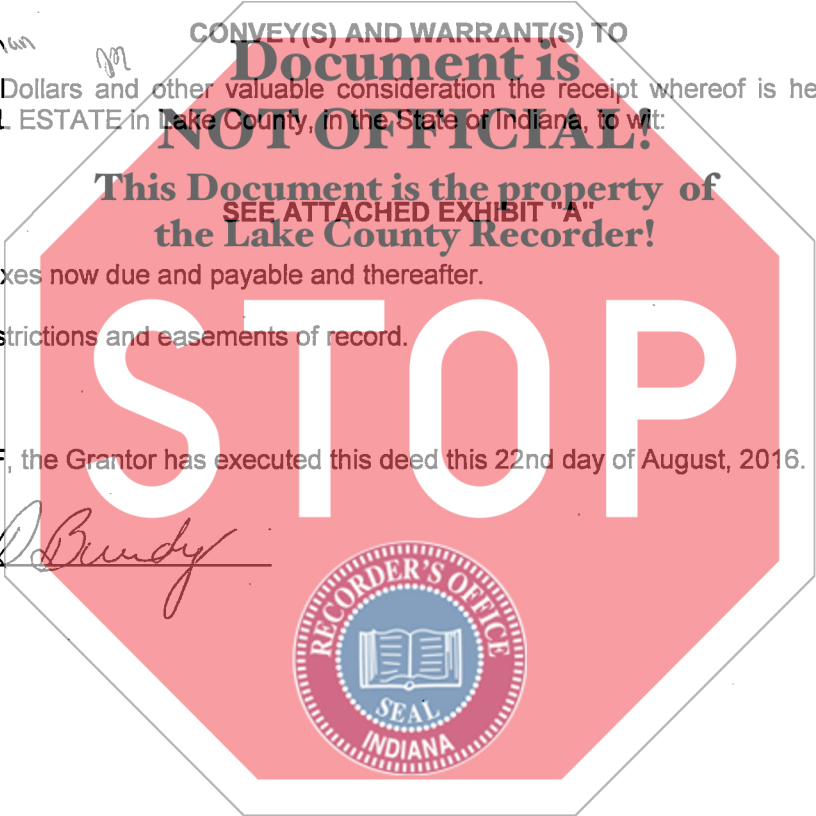 CONVEY(S) AND WARRANT(S) TO
Document is
Dollars and other valuable consideration the receipt whereof is he
ESTATE in Lake County, in the State of Indiana, to wit:
NOT OFFICIAL!
This Document is the property of
SEE ATTACHED EXHIBIT "A"
the Lake County Recorder!
xes now due and payable and thereafter.
strictions and easements of record.
STOP
, the Grantor has executed this deed this 22nd day of August, 2016.
Bundy
RECORDER'S OFFICE
SEAL
INDIANA